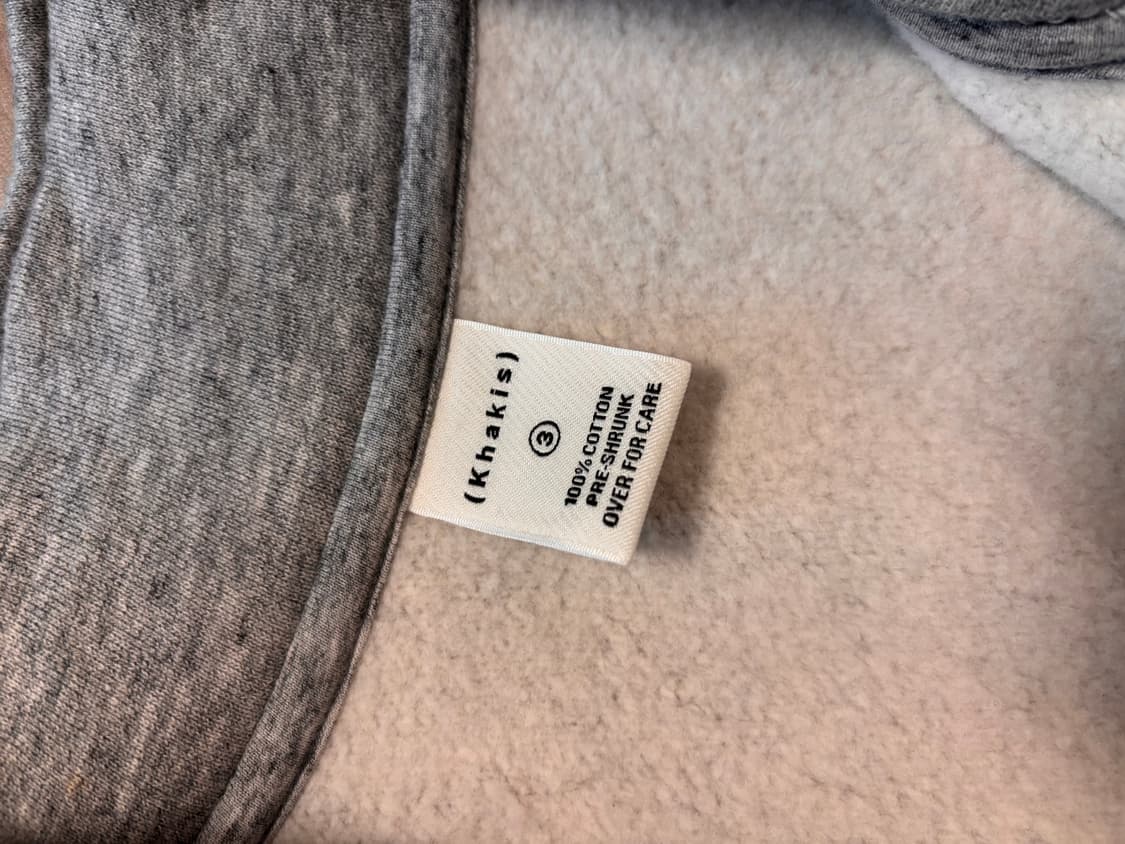 (Khakis)
3
100% COTTON
PRE-SHRUNK
OVER FOR CARE